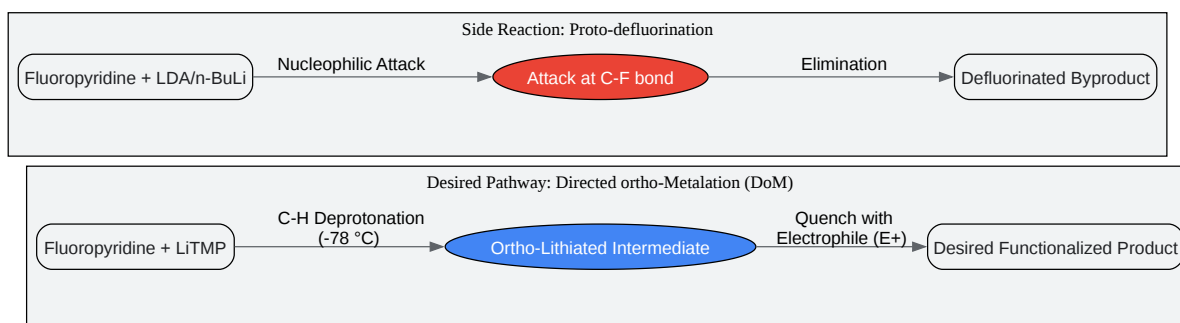 Side Reaction: Proto-defluorination
Fluoropyridine + LDA/n-BuLi
Nucleophilic Attack
Attack at C-F bond
Elimination
Defluorinated Byproduct
Desired Pathway: Directed ortho-Metalation (DoM)
Fluoropyridine + LiTMP
C-H Deprotonation
(-78 °C)
Ortho-Lithiated Intermediate
Quench with
Electrophile (E+)
Desired Functionalized Product